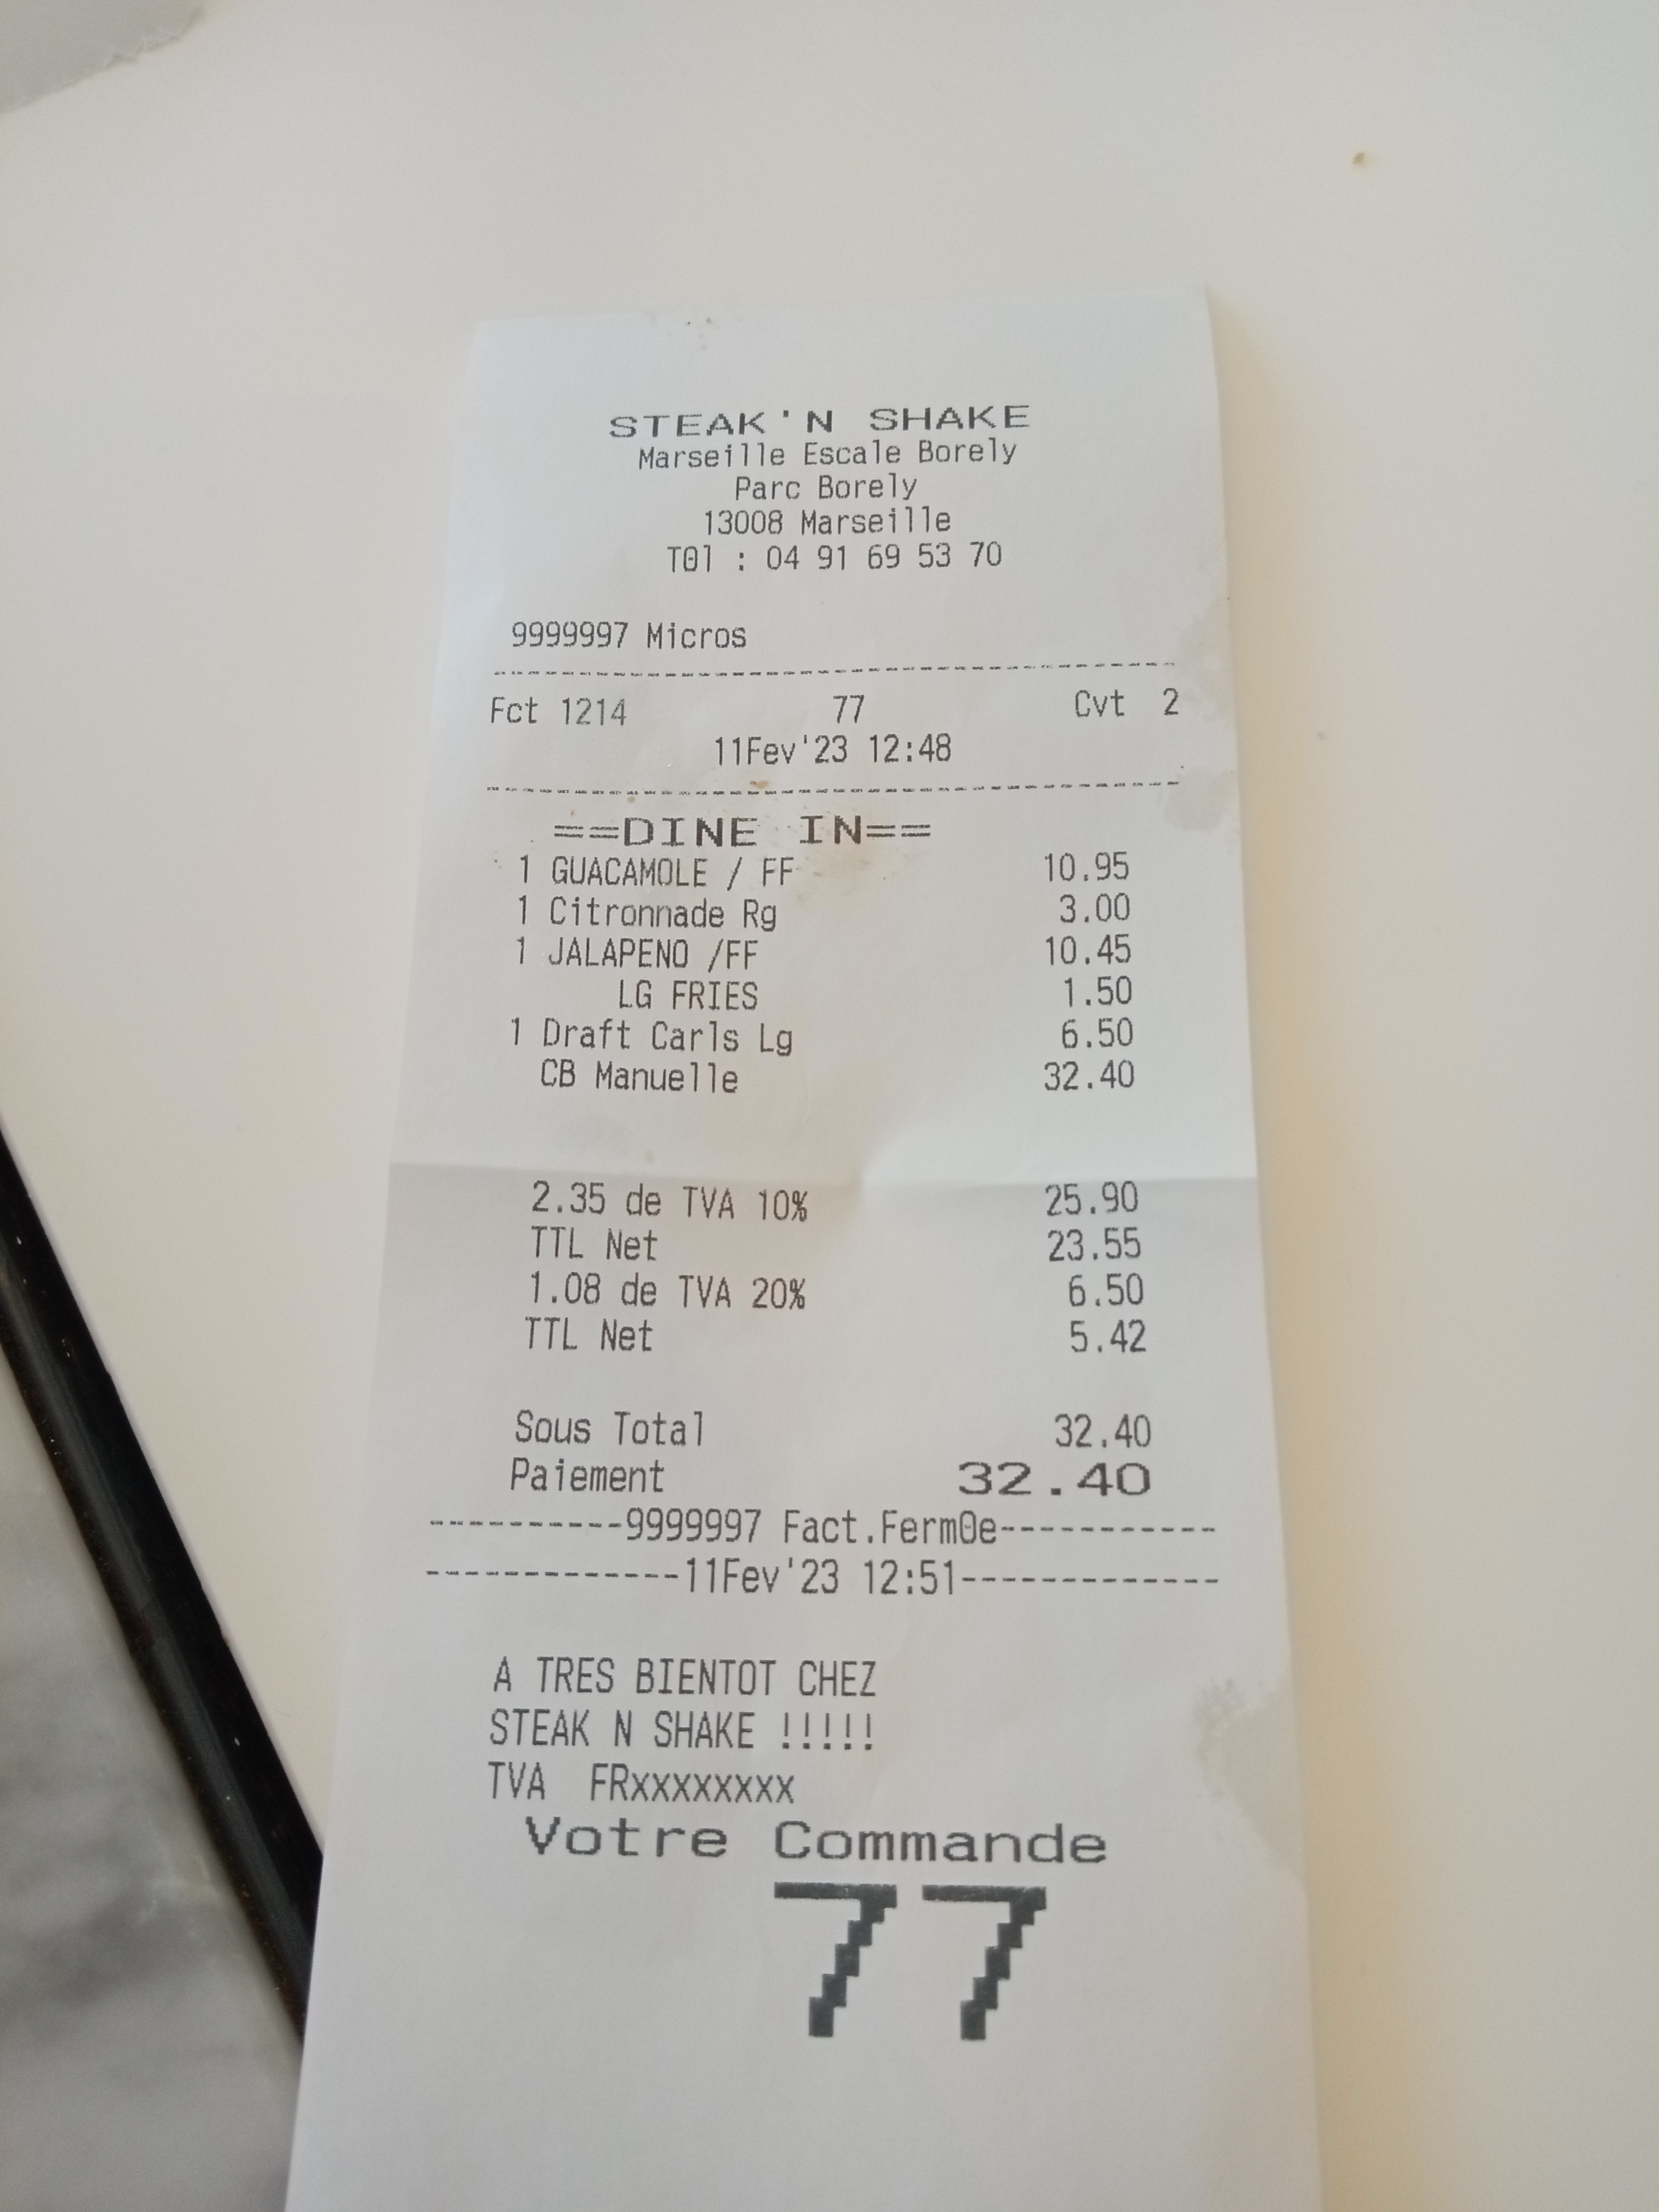 STEAK'N SHAKE
Marseille Escale Borely
Parc Borely
13008 Marseille
T0l : 04 91 69 53 70
9999997 Micros
Fct 1214 77 Cvt 2
11Fev'23 12:48
==DINE IN==
1 GUACAMOLE / FF 10.95
1 Citronnade Rg 3.00
1 JALAPENO /FF 10.45
LG FRIES 1.50
1 Draft Carls Lg 6.50
CB Manuelle 32.40
2.35 de TVA 10% 25.90
TTL Net 23.55
1.08 de TVA 20% 6.50
TTL Net 5.42
Sous Total 32.40
Paiement 32.40
----------9999997 Fact.Ferm0e-----------
-------------11Fev'23 12:51-------------
A TRES BIENTOT CHEZ
STEAK N SHAKE !!!!!
TVA FRxxxxxxxx
Votre Commande
77